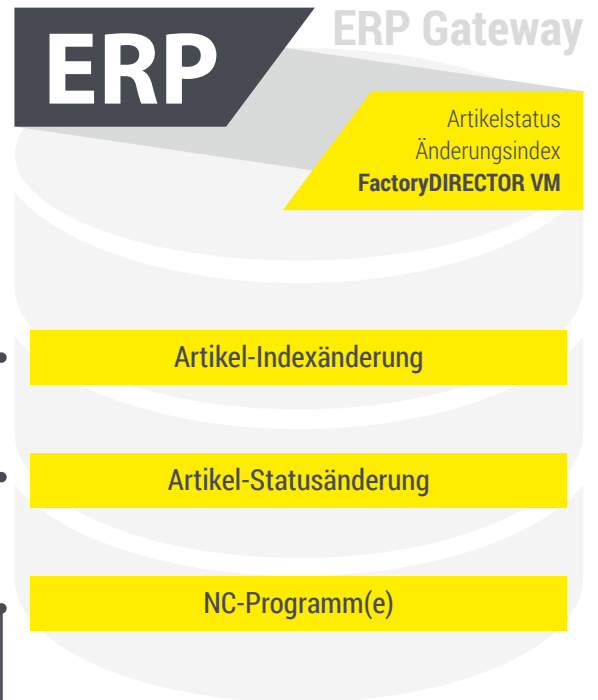 ERP Gateway
ERP
Artikelstatus
Änderungsindex
FactoryDIRECTOR VM
Artikel-Indexänderung
Artikel-Statusänderung
NC-Programm(e)